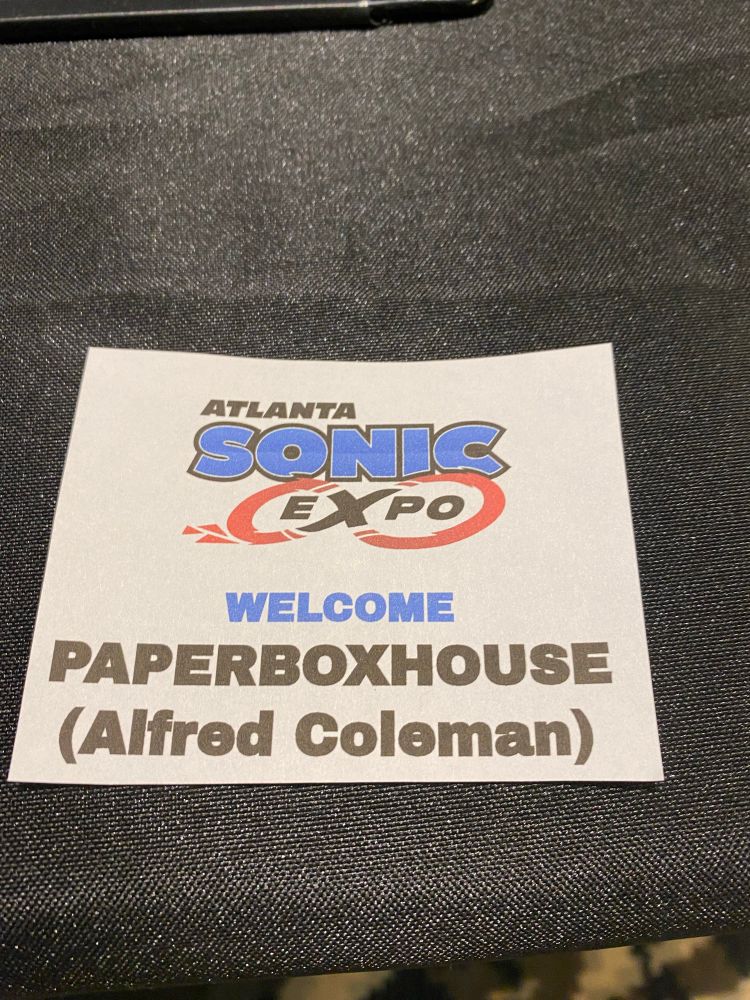 ATLANTA
SONIC
EXPO
WELCOME
PAPERBOXHOUSE
(Alfred Coleman)